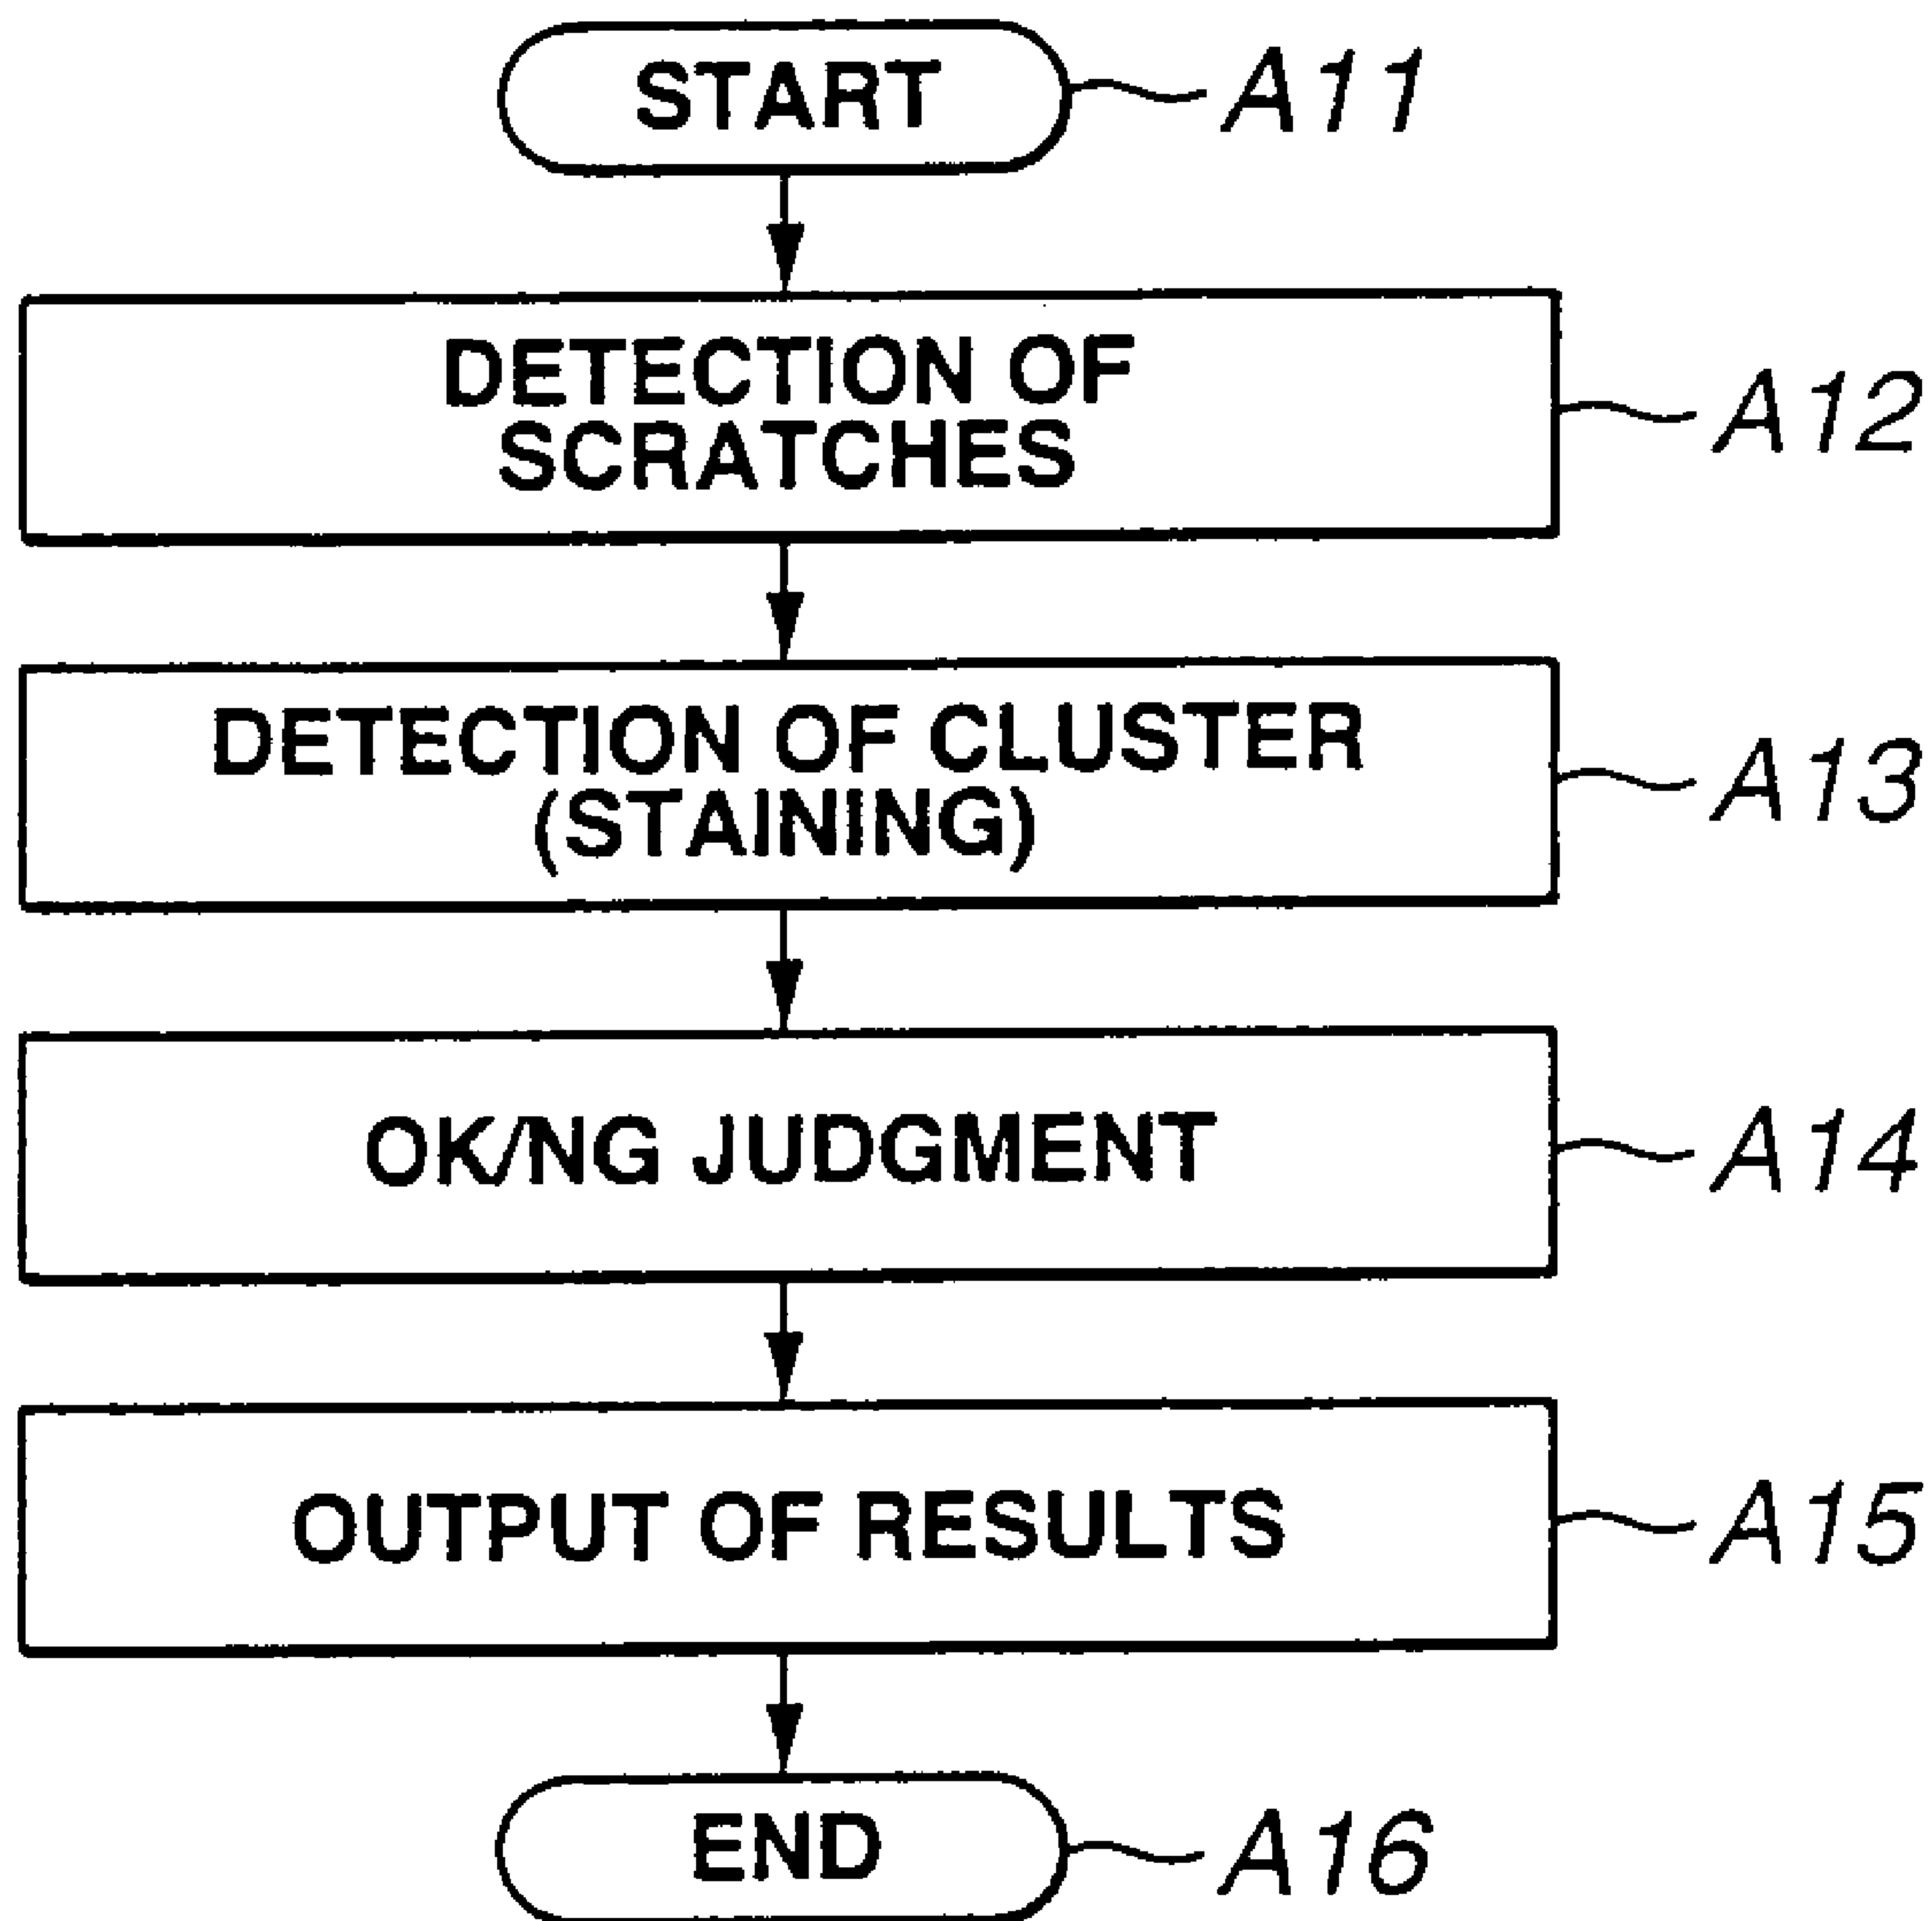 START
A11
DETECTION OF
SCRATCHES
A12
DETECTION OF CLUSTER
(STAINING)
A13
OK/NG JUDGMENT
A14
OUTPUT OF RESULTS
A15
END
A16